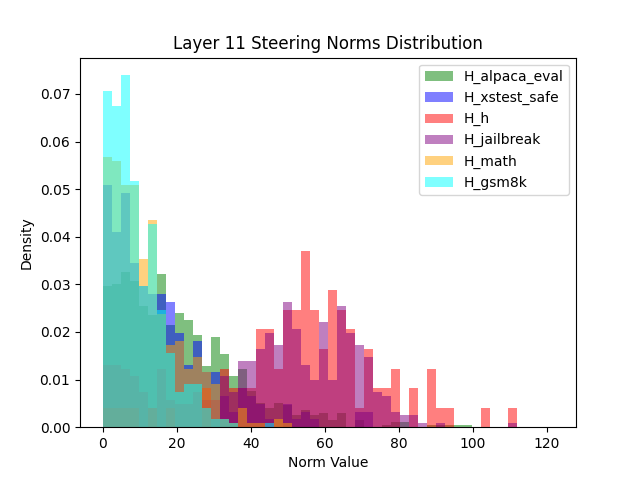 Layer 11 Steering Norms Distribution
H_alpaca_eval
H_xstest_safe
H_h
H_jailbreak
H_math
H_gsm8k
Density
0.07
0.06
0.05
0.04
0.03
0.02
0.01
0.00
0 20 40 60 80 100 120
Norm Value